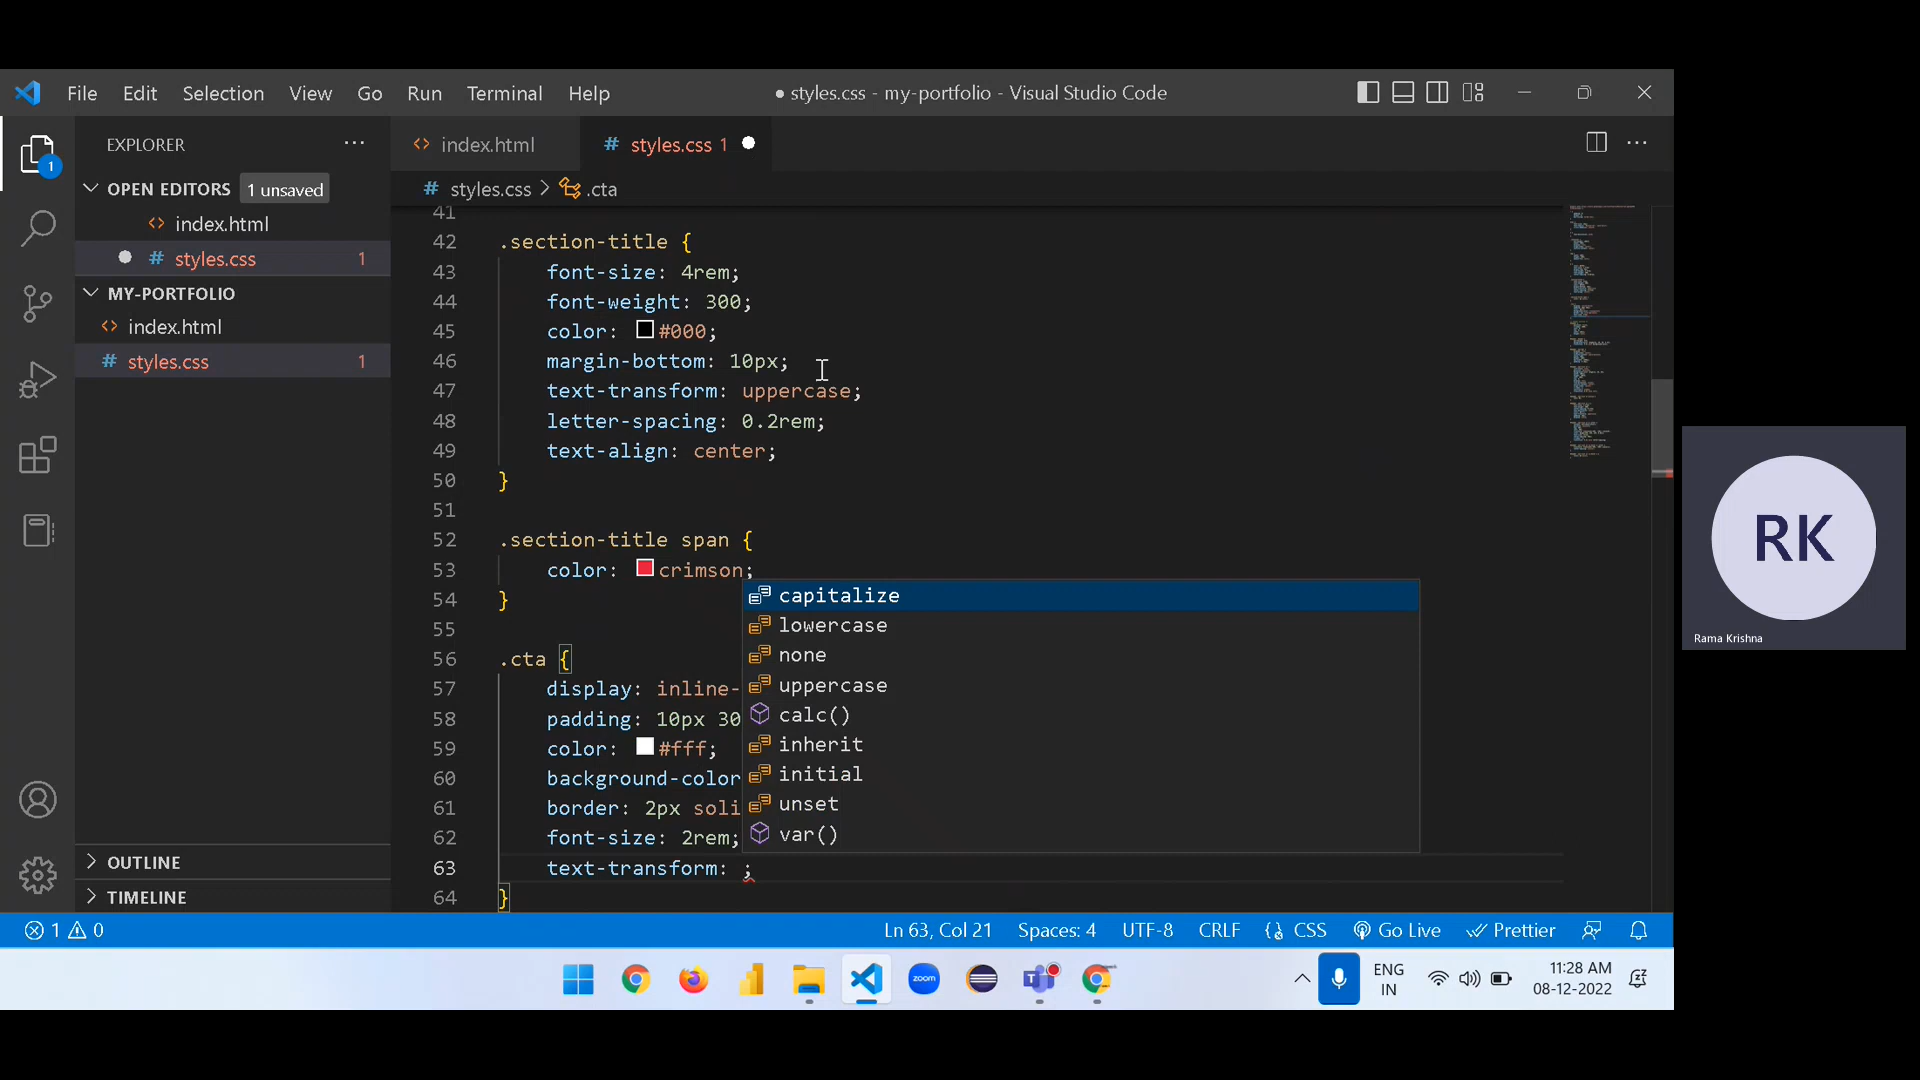 File Edit Selection View Go Run Terminal Help
● styles.css - my-portfolio - Visual Studio Code
EXPLORER
index.html
styles.css 1
OPEN EDITORS 1 unsaved
styles.css > .cta
index.html
styles.css 1
MY-PORTFOLIO
index.html
styles.css 1
OUTLINE
TIMELINE
1
41
42 .section-title {
43 font-size: 4rem;
44 font-weight: 300;
45 color: #000;
46 margin-bottom: 10px;
47 text-transform: uppercase;
48 letter-spacing: 0.2rem;
49 text-align: center;
50 }
51
52 .section-title span {
53 color: crimson;
54 }
55
56 .cta {
57 display: inline-
58 padding: 10px 30
59 color: #fff;
60 background-color
61 border: 2px soli
62 font-size: 2rem;
63 text-transform: ;
64 }
capitalize
lowercase
none
uppercase
calc()
inherit
initial
unset
var()
1 0
Ln 63, Col 21 Spaces: 4 UTF-8 CRLF CSS Go Live Prettier
zoom
ENG
IN
11:28 AM
08-12-2022
RK
Rama Krishna